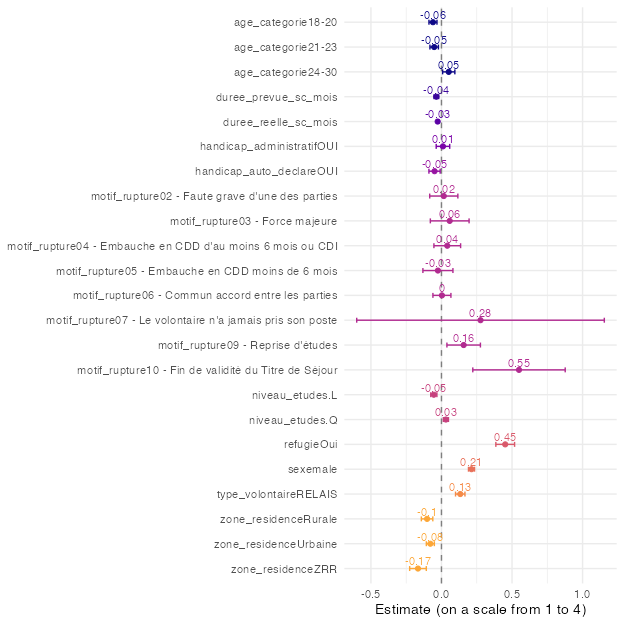 age_categorie18-20 -0.06
age_categorie21-23 -0.05
age_categorie24-30 0.05
duree_prevue_sc_mois -0.04
duree_reelle_sc_mois -0.03
handicap_administratifOUI 0.01
handicap_auto_declareOUI -0.05
motif_rupture02 - Faute grave d'une des parties 0.02
motif_rupture03 - Force majeure 0.06
motif_rupture04 - Embauche en CDD d'au moins 6 mois ou CDI 0.04
motif_rupture05 - Embauche en CDD moins de 6 mois -0.03
motif_rupture06 - Commun accord entre les parties 0
motif_rupture07 - Le volontaire n'a jamais pris son poste 0.28
motif_rupture09 - Reprise d'études 0.16
motif_rupture10 - Fin de validité du Titre de Séjour 0.55
niveau_etudes.L -0.05
niveau_etudes.Q 0.03
refugieOui 0.45
sexemale 0.21
type_volontaireRELAIS 0.13
zone_residenceRurale -0.1
zone_residenceUrbaine -0.08
zone_residenceZRR -0.17
-0.5 0.0 0.5 1.0
Estimate (on a scale from 1 to 4)